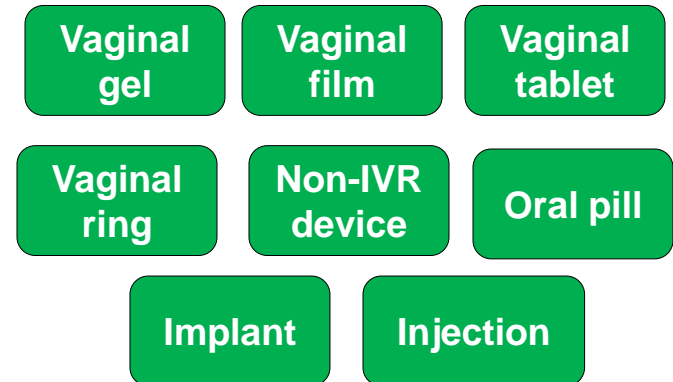 Vaginal
gel
Vaginal
film
Vaginal
tablet
Vaginal
ring
Non-IVR
device
Oral pill
Implant
Injection